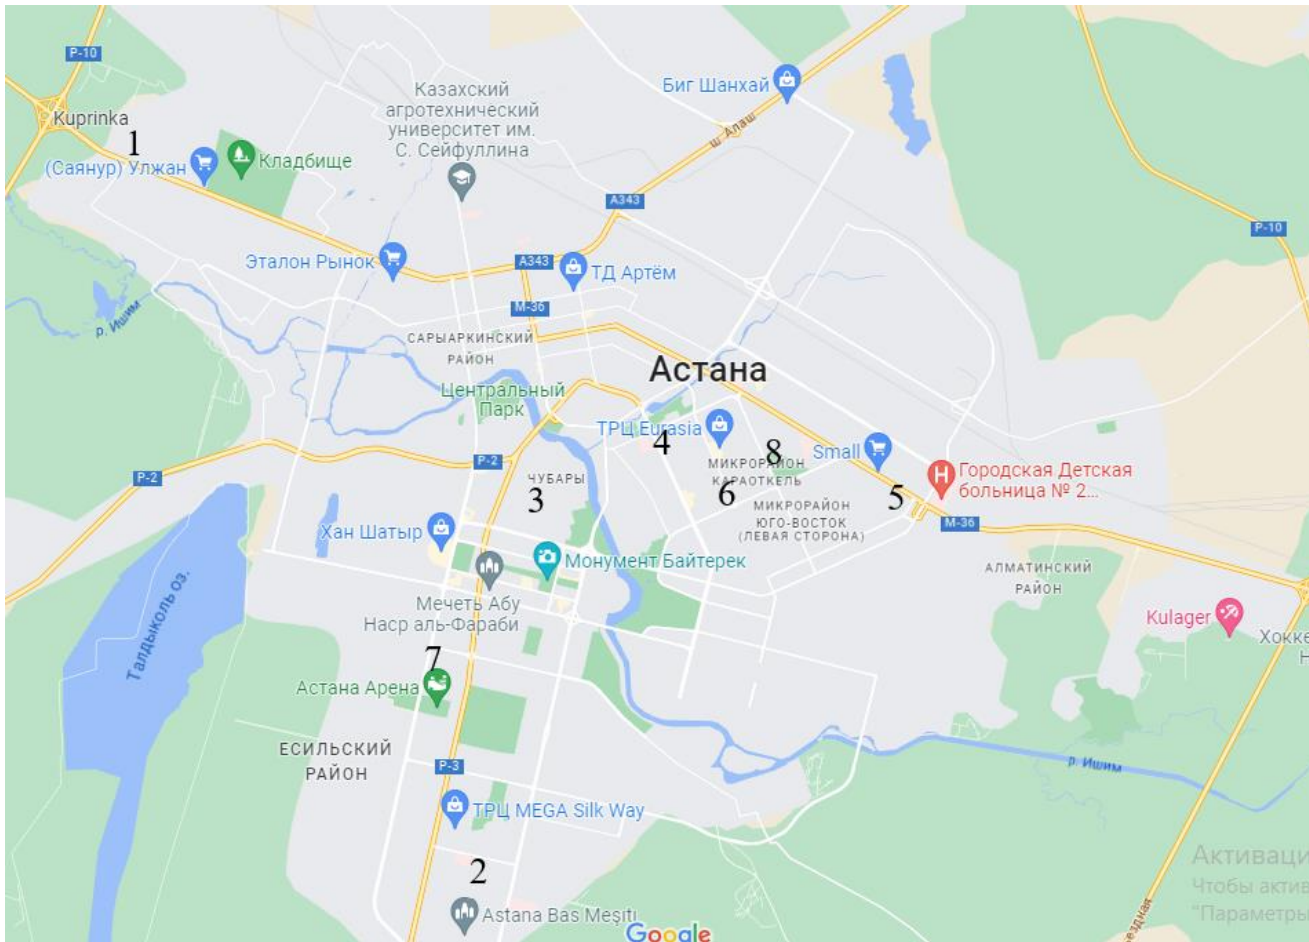 P-10
Kuprinka
1
(Саянур) Улжан
Кладбище
Казахский
агротехнический
университет им.
С. Сейфуллина
Биг Шанхай
ш. Алаш
A343
P-10
Эталон Рынок
A343
ТД Артём
M-36
р. Ишим
САРЫАРКИНСКИЙ
РАЙОН
Астана
Центральный
Парк
ТРЦ Eurasia
4
8
Small
МИКРОРАЙОН
КАРАОТКЕЛЬ
6
P-2
P-2
ЧУБАРЫ
3
5
Городская Детская
больница № 2...
МИКРОРАЙОН
ЮГО-ВОСТОК
(ЛЕВАЯ СТОРОНА)
M-36
Хан Шатыр
Монумент Байтерек
АЛМАТИНСКИЙ
РАЙОН
Мечеть Абу
Наср аль-Фараби
Талдыколь оз.
Kulager
Хокке
Н
7
Астана Арена
ЕСИЛЬСКИЙ
РАЙОН
P-3
р. Ишим
ТРЦ MEGA Silk Way
2
Astana Bas Meşiti
Google
Активаци
Чтобы актив
"Параметры
ездная